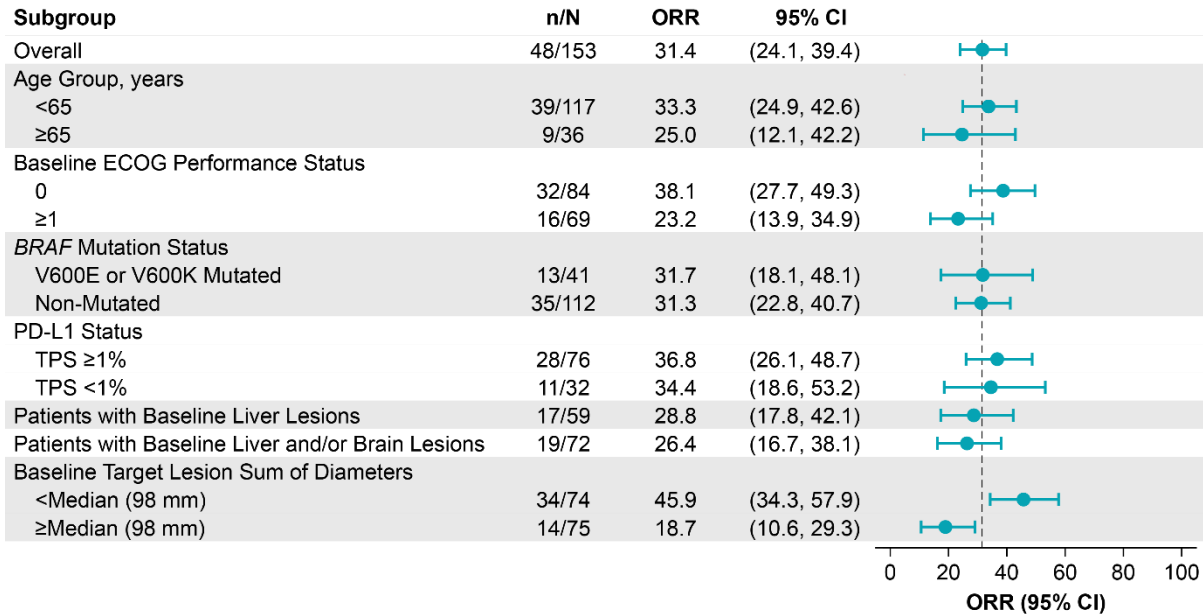 Subgroup n/N ORR 95% CI
Overall 48/153 31.4 (24.1, 39.4)
Age Group, years
<65 39/117 33.3 (24.9, 42.6)
≥65 9/36 25.0 (12.1, 42.2)
Baseline ECOG Performance Status
0 32/84 38.1 (27.7, 49.3)
≥1 16/69 23.2 (13.9, 34.9)
BRAF Mutation Status
V600E or V600K Mutated 13/41 31.7 (18.1, 48.1)
Non-Mutated 35/112 31.3 (22.8, 40.7)
PD-L1 Status
TPS ≥1% 28/76 36.8 (26.1, 48.7)
TPS <1% 11/32 34.4 (18.6, 53.2)
Patients with Baseline Liver Lesions 17/59 28.8 (17.8, 42.1)
Patients with Baseline Liver and/or Brain Lesions 19/72 26.4 (16.7, 38.1)
Baseline Target Lesion Sum of Diameters
<Median (98 mm) 34/74 45.9 (34.3, 57.9)
≥Median (98 mm) 14/75 18.7 (10.6, 29.3)
0 20 40 60 80 100
ORR (95% CI)